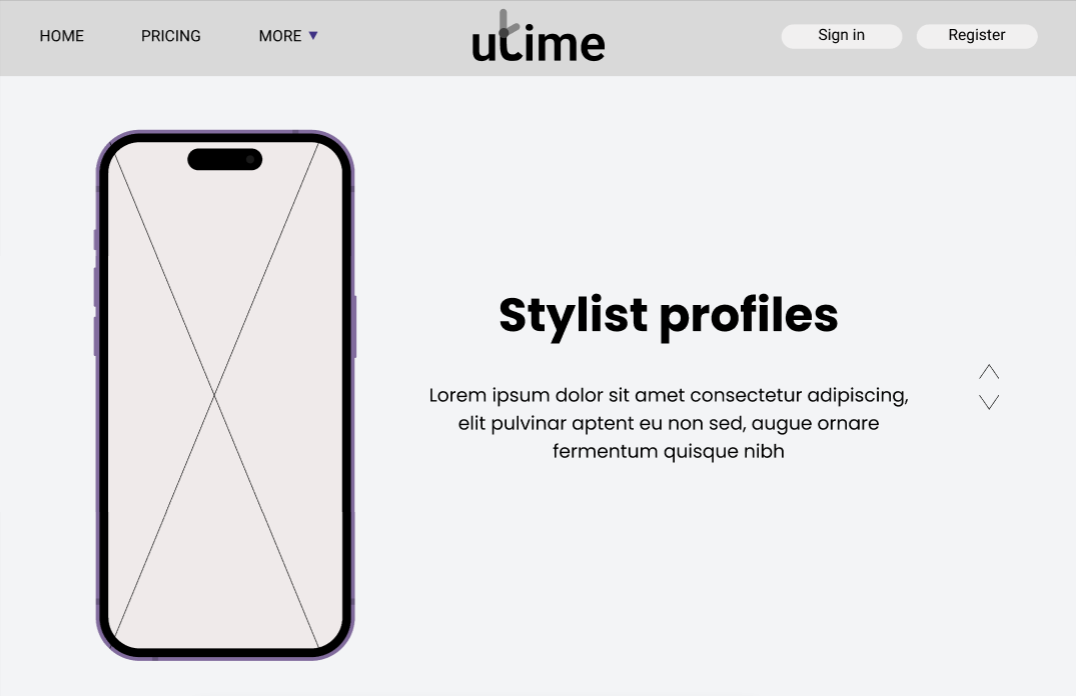 HOME PRICING MORE utime Sign in Register
Stylist profiles
Lorem ipsum dolor sit amet consectetur adipiscing,
elit pulvinar aptent eu non sed, augue ornare
fermentum quisque nibh